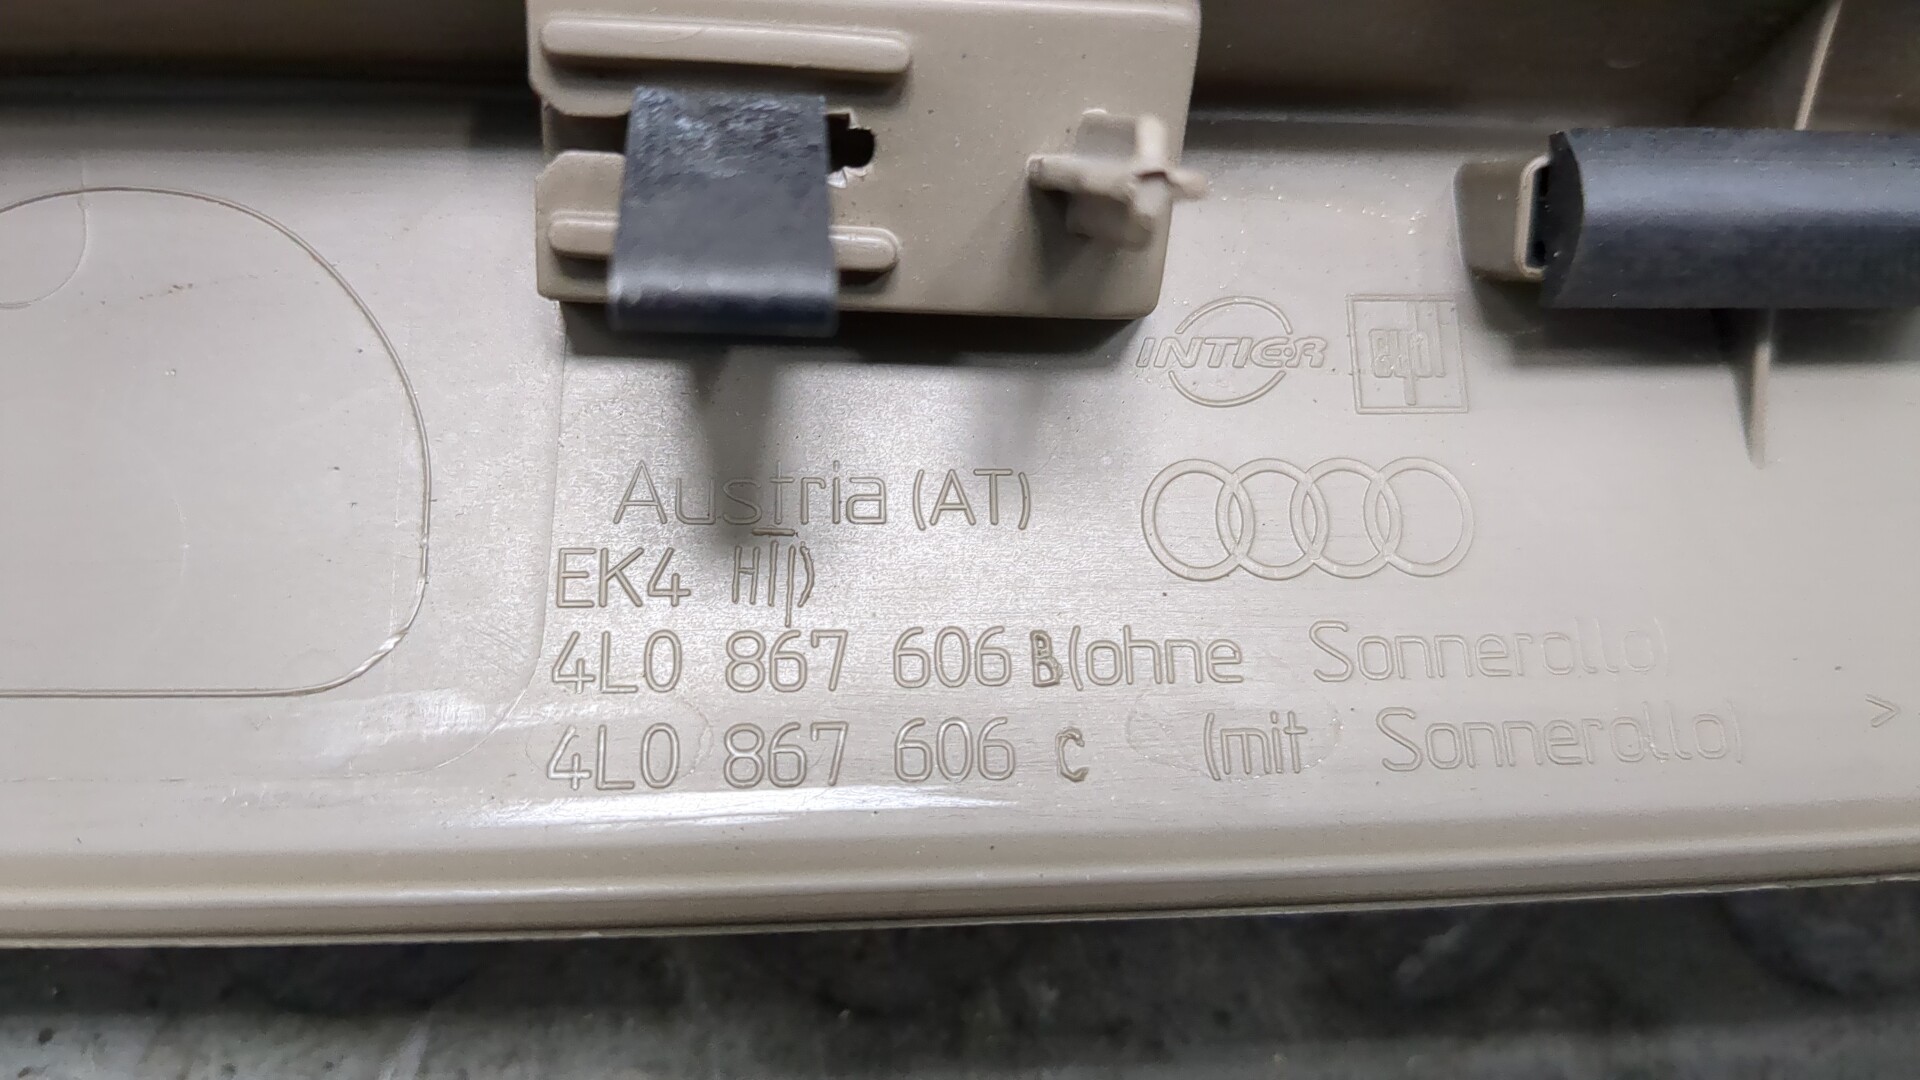 INTIER
Austria (AT)
EK4
4L0 867 606 B (ohne Sonnerollo)
4L0 867 606 C (mit Sonnerollo)
>